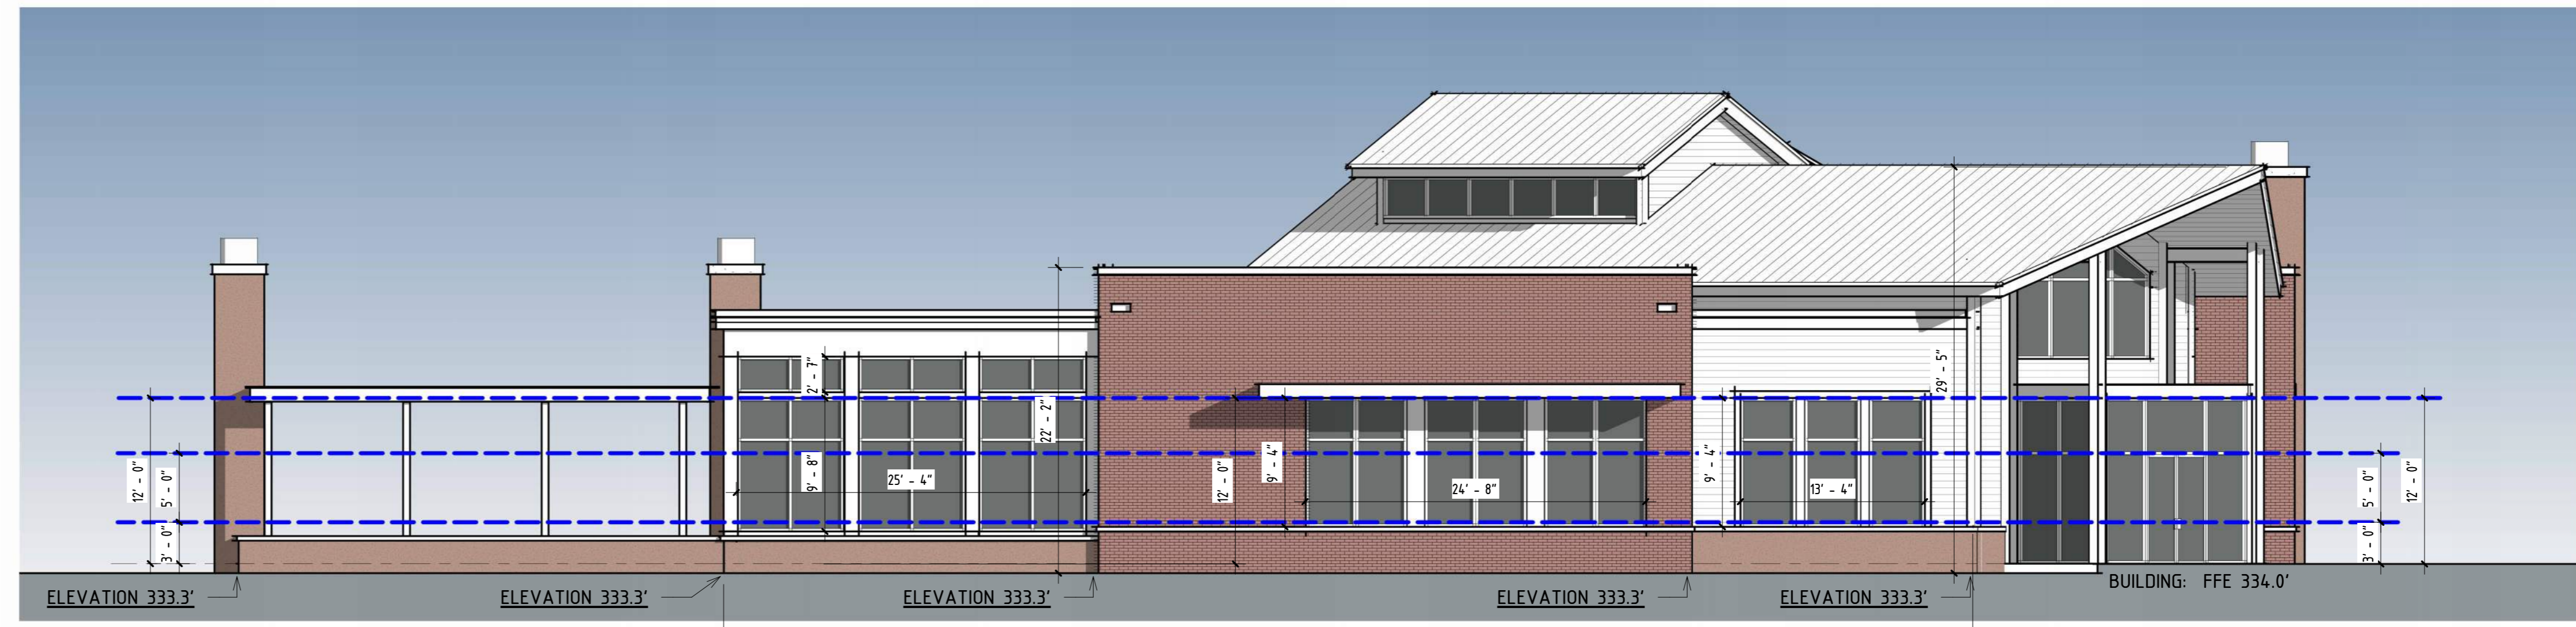 2' – 7"
29' – 5"
22' – 2"
12' – 0"
5' – 0"
3' – 0"
9' – 8"
25' – 4"
12' – 0"
9' – 4"
24' – 8"
9' – 4"
13' – 4"
5' – 0"
3' – 0"
12' – 0"
ELEVATION 333.3'
ELEVATION 333.3'
ELEVATION 333.3'
ELEVATION 333.3'
ELEVATION 333.3'
BUILDING: FFE 334.0'